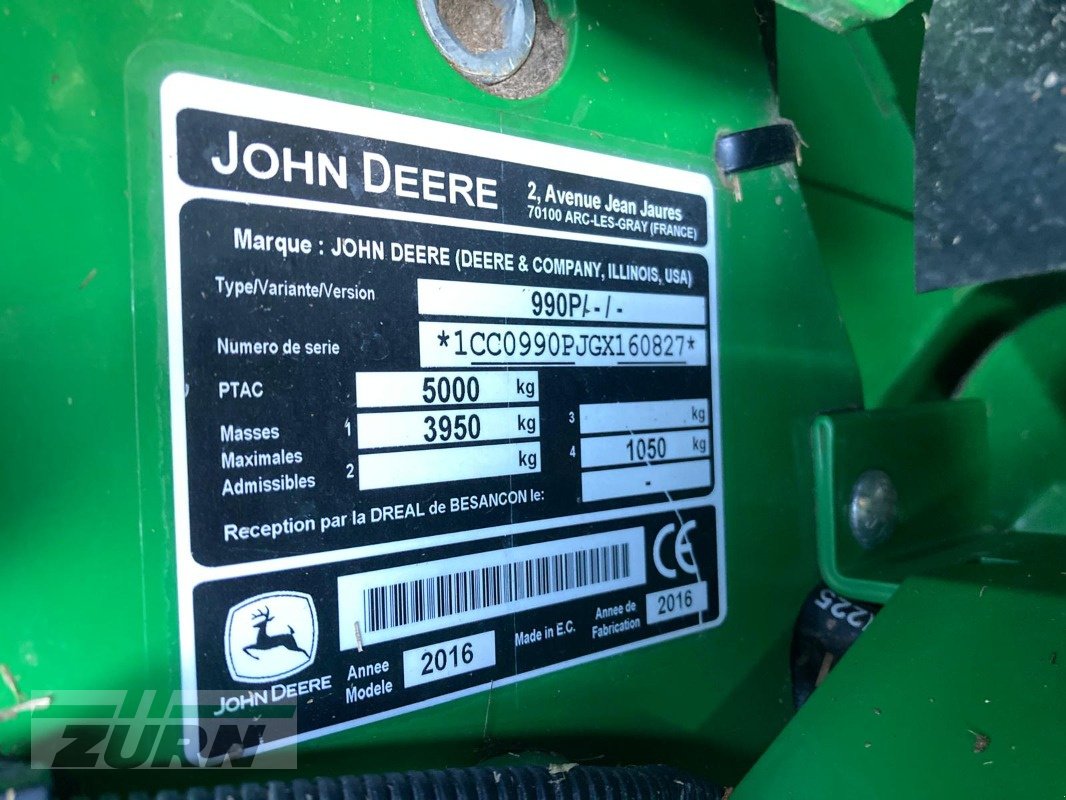 JOHN DEERE
2, Avenue Jean Jaures
70100 ARC-LES-GRAY (FRANCE)
Marque : JOHN DEERE (DEERE & COMPANY, ILLINOIS, USA)
Type/Variante/Version 990P/-/-
Numero de serie *1CC0990PJGX160827*
PTAC 5000 kg
Masses 1 3950 kg 3 kg
Maximales 2 kg 4 1050 kg
Admissibles -
Reception par la DREAL de BESANCON le:
CE
JOHN DEERE
Annee Modele 2016
Made in E.C.
Annee de Fabrication 2016
ZÜRN